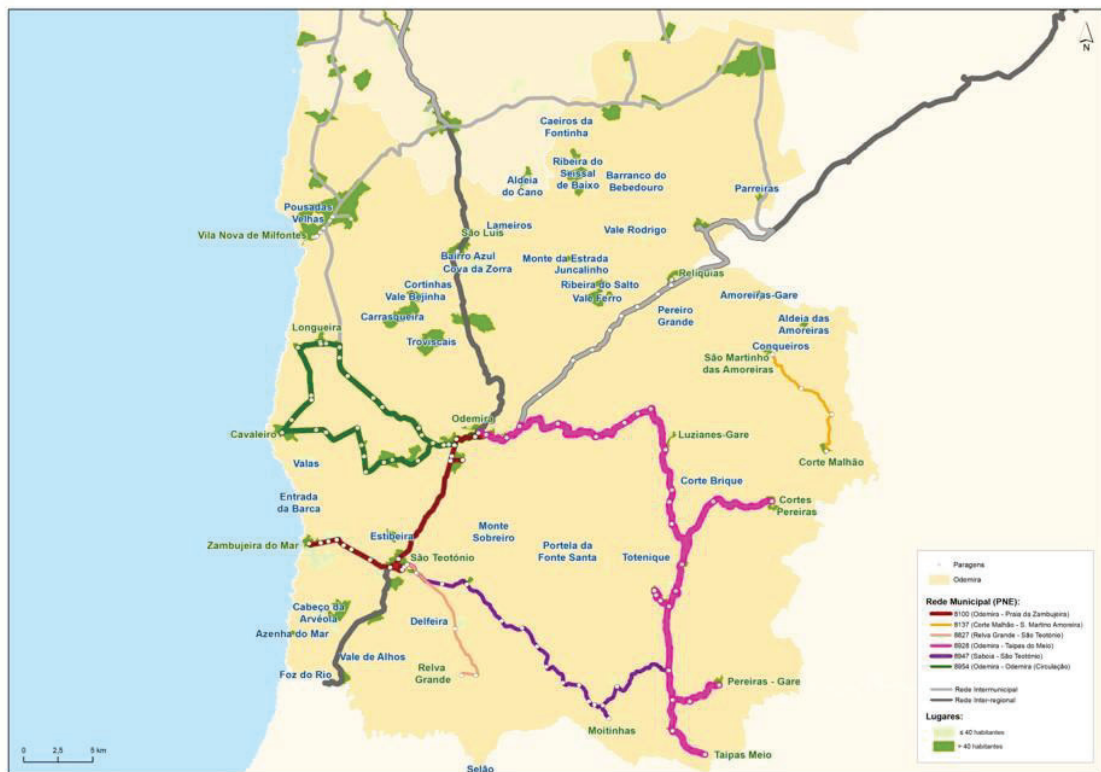 N
Caeiros da
Fontinha
Ribeira do
Seissal
de Baixo
Aldeia
do Cano
Barranco do
Bebedouro
Parreiras
Pousadas
Velhas
Vila Nova de Milfontes
Lameiros
São Luís
Vale Rodrigo
Bairro Azul
Cova da Zorra
Monte da Estrada
Juncalinho
Relíquias
Cortinhas
Vale Bejinha
Ribeira do Salto
Vale Ferro
Amoreiras-Gare
Carrasqueira
Pereiro
Grande
Aldeia das
Amoreiras
Longueira
Troviscais
Conqueiros
São Martinho
das Amoreiras
Odemira
Cavaleiro
Luzianes-Gare
Corte Malhão
Valas
Corte Brique
Entrada
da Barca
Cortes
Pereiras
Estibeira
Monte
Sobreiro
Zambujeira do Mar
São Teotónio
Portela da
Fonte Santa
Totenique
Cabeço da
Arvéola
Delfeira
Azenha do Mar
Vale de Alhos
Relva
Grande
Foz do Rio
Pereiras - Gare
Moitinhas
Taipas Meio
Selão
0 2,5 5 km
Paragens
Odemira
Rede Municipal (PNE):
8100 (Odemira - Praia da Zambujeira)
8137 (Corte Malhão - S. Martinho Amoreira)
8827 (Relva Grande - São Teotónio)
8928 (Odemira - Taipas do Meio)
8947 (Saboia - São Teotónio)
8954 (Odemira - Odemira (Circulação)
Rede Intermunicipal
Rede Inter-regional
Lugares:
≤ 40 habitantes
> 40 habitantes